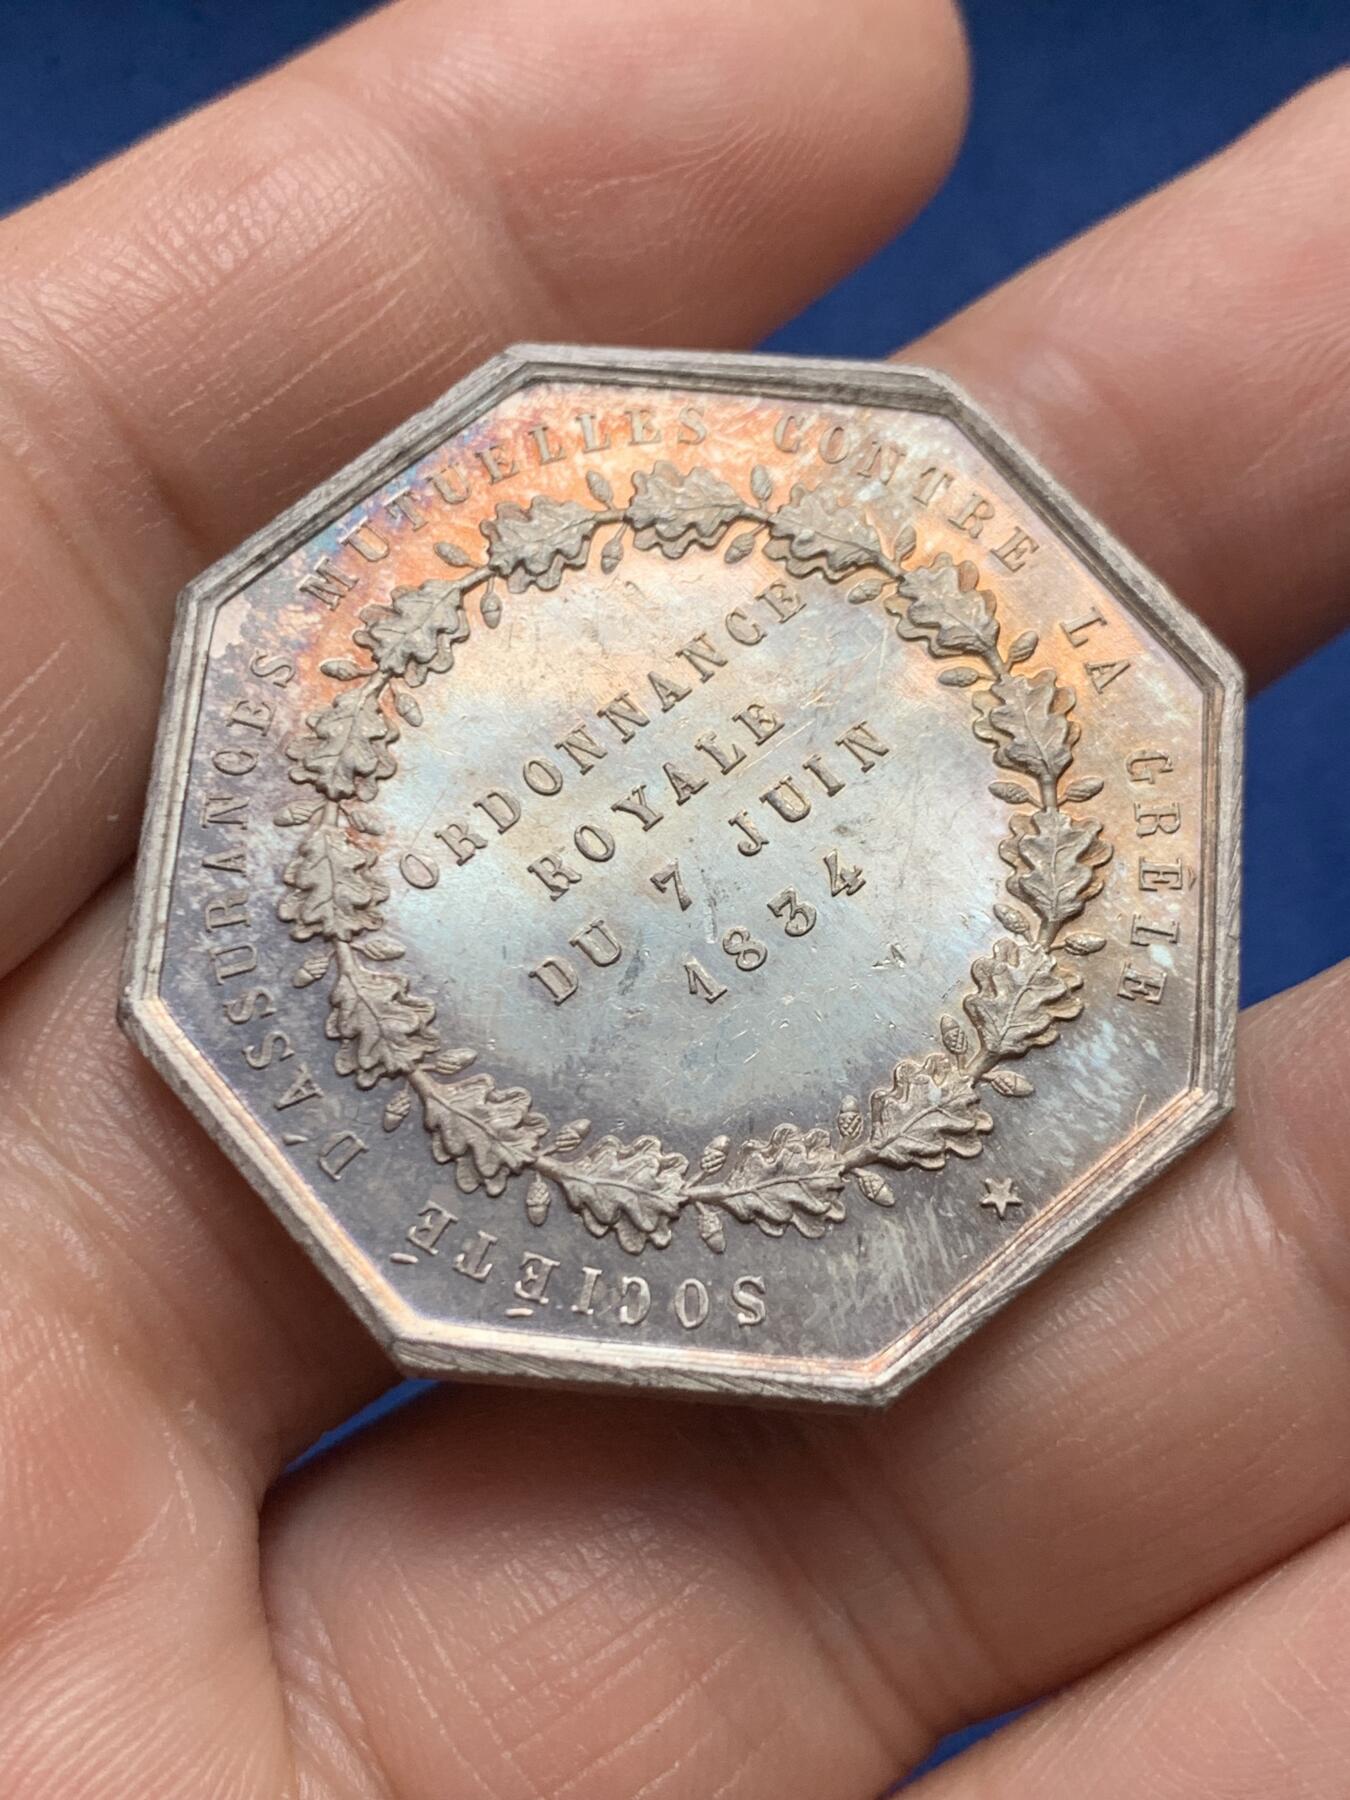 SOCIÉTÉ D'ASSURANCES MUTUELLES CONTRE LA GRÊLE
ORDONNANCE
ROYALE
DU 7 JUIN
1834